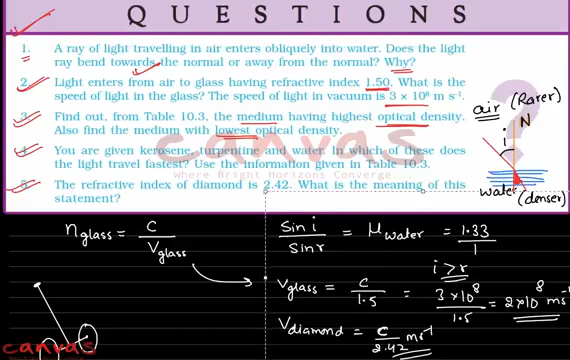 QUESTIONS
1. A ray of light travelling in air enters obliquely into water. Does the light
ray bend towards the normal or away from the normal? Why?
2. Light enters from air to glass having refractive index 1.50. What is the
speed of light in the glass? The speed of light in vacuum is 3 × 10⁸ m s⁻¹.
3. Find out, from Table 10.3, the medium having highest optical density.
Also find the medium with lowest optical density.
4. You are given kerosene, turpentine and water. In which of these does
the light travel fastest? Use the information given in Table 10.3.
5. The refractive index of diamond is 2.42. What is the meaning of this
statement?
canvas
Where Bright Horizons Converge.
air (Rarer)
N
i
r
water
(denser)
n glass = C / V glass
Sin i / Sin r = μ water = 1.33 / 1
i > r
V glass = C / 1.5 = 3 × 10⁸ / 1.5 = 2 × 10⁸ ms⁻¹
V diamond = C / 2.42 ms⁻¹
canvas